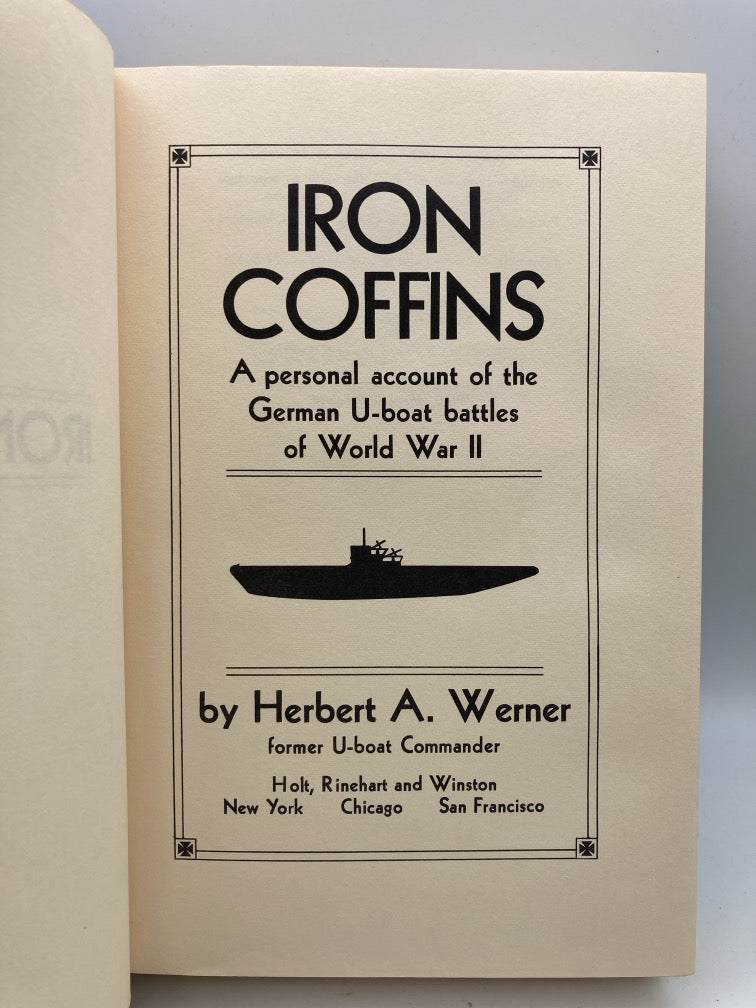 IRON
COFFINS
A personal account of the
German U-boat battles
of World War II
by Herbert A. Werner
former U-boat Commander
Holt, Rinehart and Winston
New York Chicago San Francisco